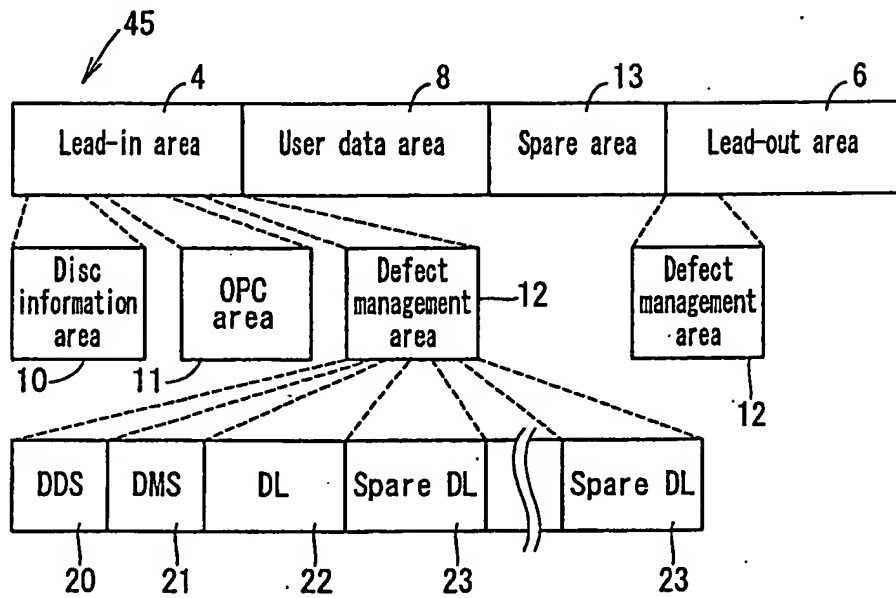 45
4
8
13
6
Lead-in area
User data area
Spare area
Lead-out area
Disc
information
area
OPC
area
Defect
management
area
12
Defect
management
area
10
11
12
DDS
DMS
DL
Spare DL
Spare DL
20
21
22
23
23